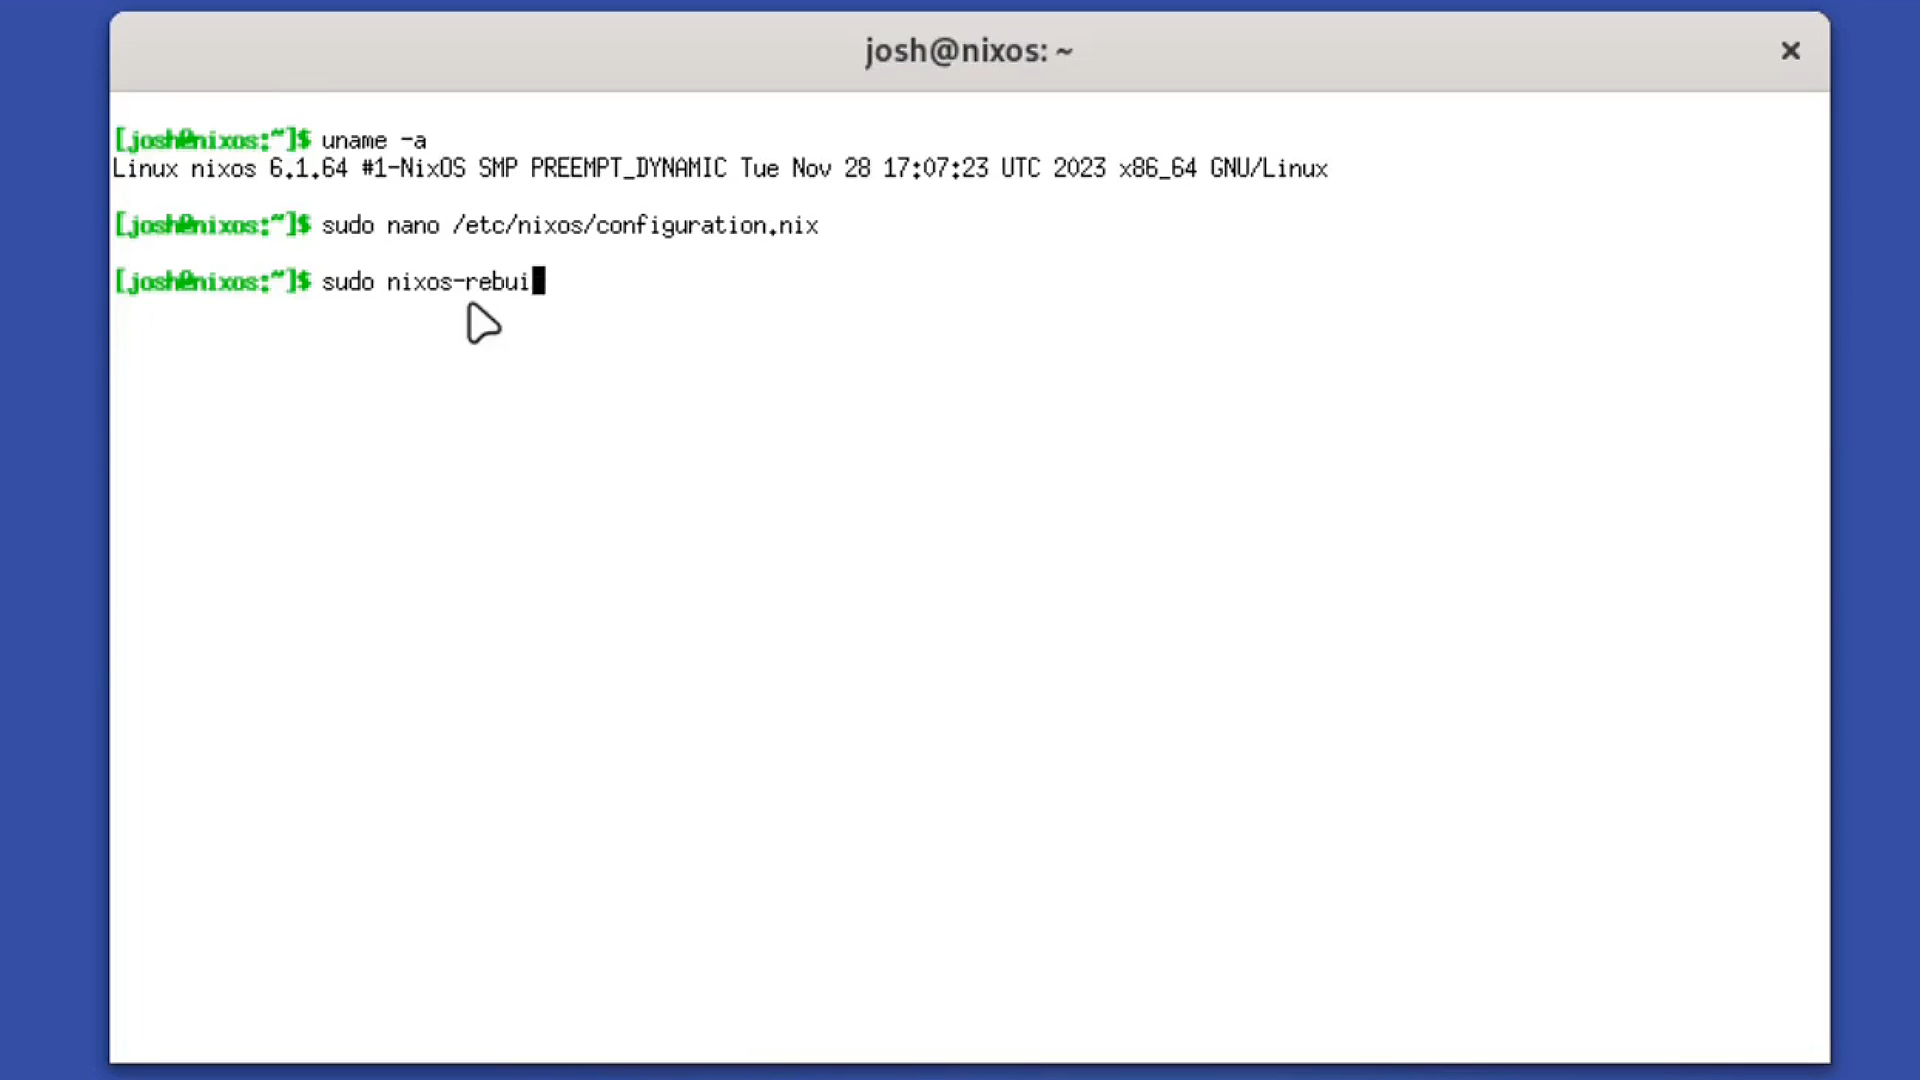 josh@nixos: ~
[josh@nixos:~]$ uname -a
Linux nixos 6.1.64 #1-NixOS SMP PREEMPT_DYNAMIC Tue Nov 28 17:07:23 UTC 2023 x86_64 GNU/Linux
[josh@nixos:~]$ sudo nano /etc/nixos/configuration.nix
[josh@nixos:~]$ sudo nixos-rebui